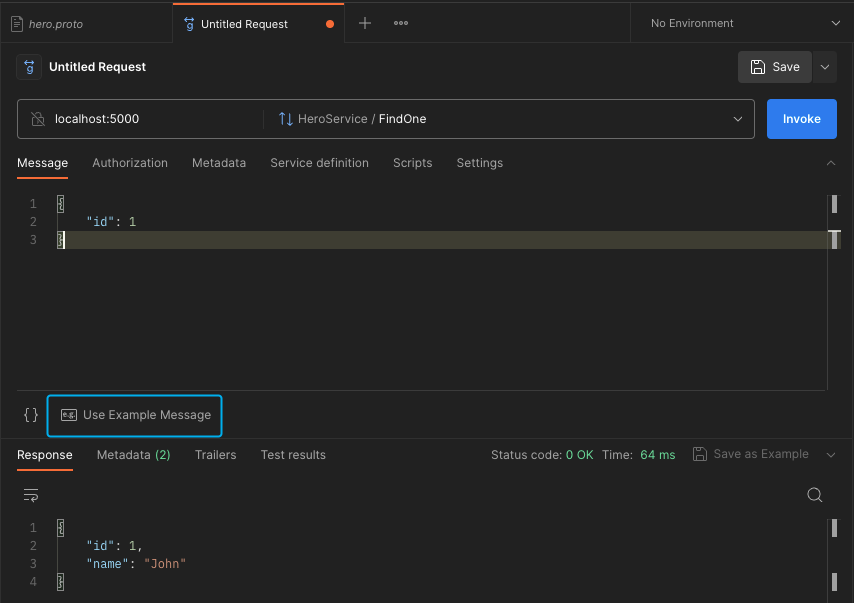 hero.proto
Untitled Request
No Environment
Untitled Request
Save
localhost:5000
HeroService / FindOne
Invoke
Message Authorization Metadata Service definition Scripts Settings
1 {
2 "id": 1
3 }
{} e.g. Use Example Message
Response Metadata (2) Trailers Test results Status code: 0 OK Time: 64 ms Save as Example
1 {
2 "id": 1,
3 "name": "John"
4 }